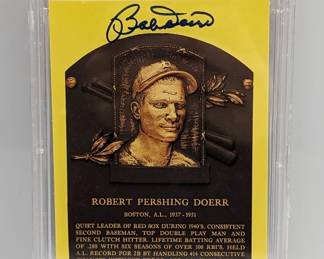 Bob Doerr
ROBERT PERSHING DOERR
BOSTON, A.L., 1937 - 1951
QUIET LEADER OF RED SOX DURING 1940'S. CONSISTENT
SECOND BASEMAN, TOP DOUBLE PLAY MAN AND
FINE CLUTCH HITTER. LIFETIME BATTING AVERAGE
OF .288 WITH SIX SEASONS OF OVER 100 RBI'S. HELD
A.L. RECORD FOR 2B BY HANDLING 414 CONSECUTIVE